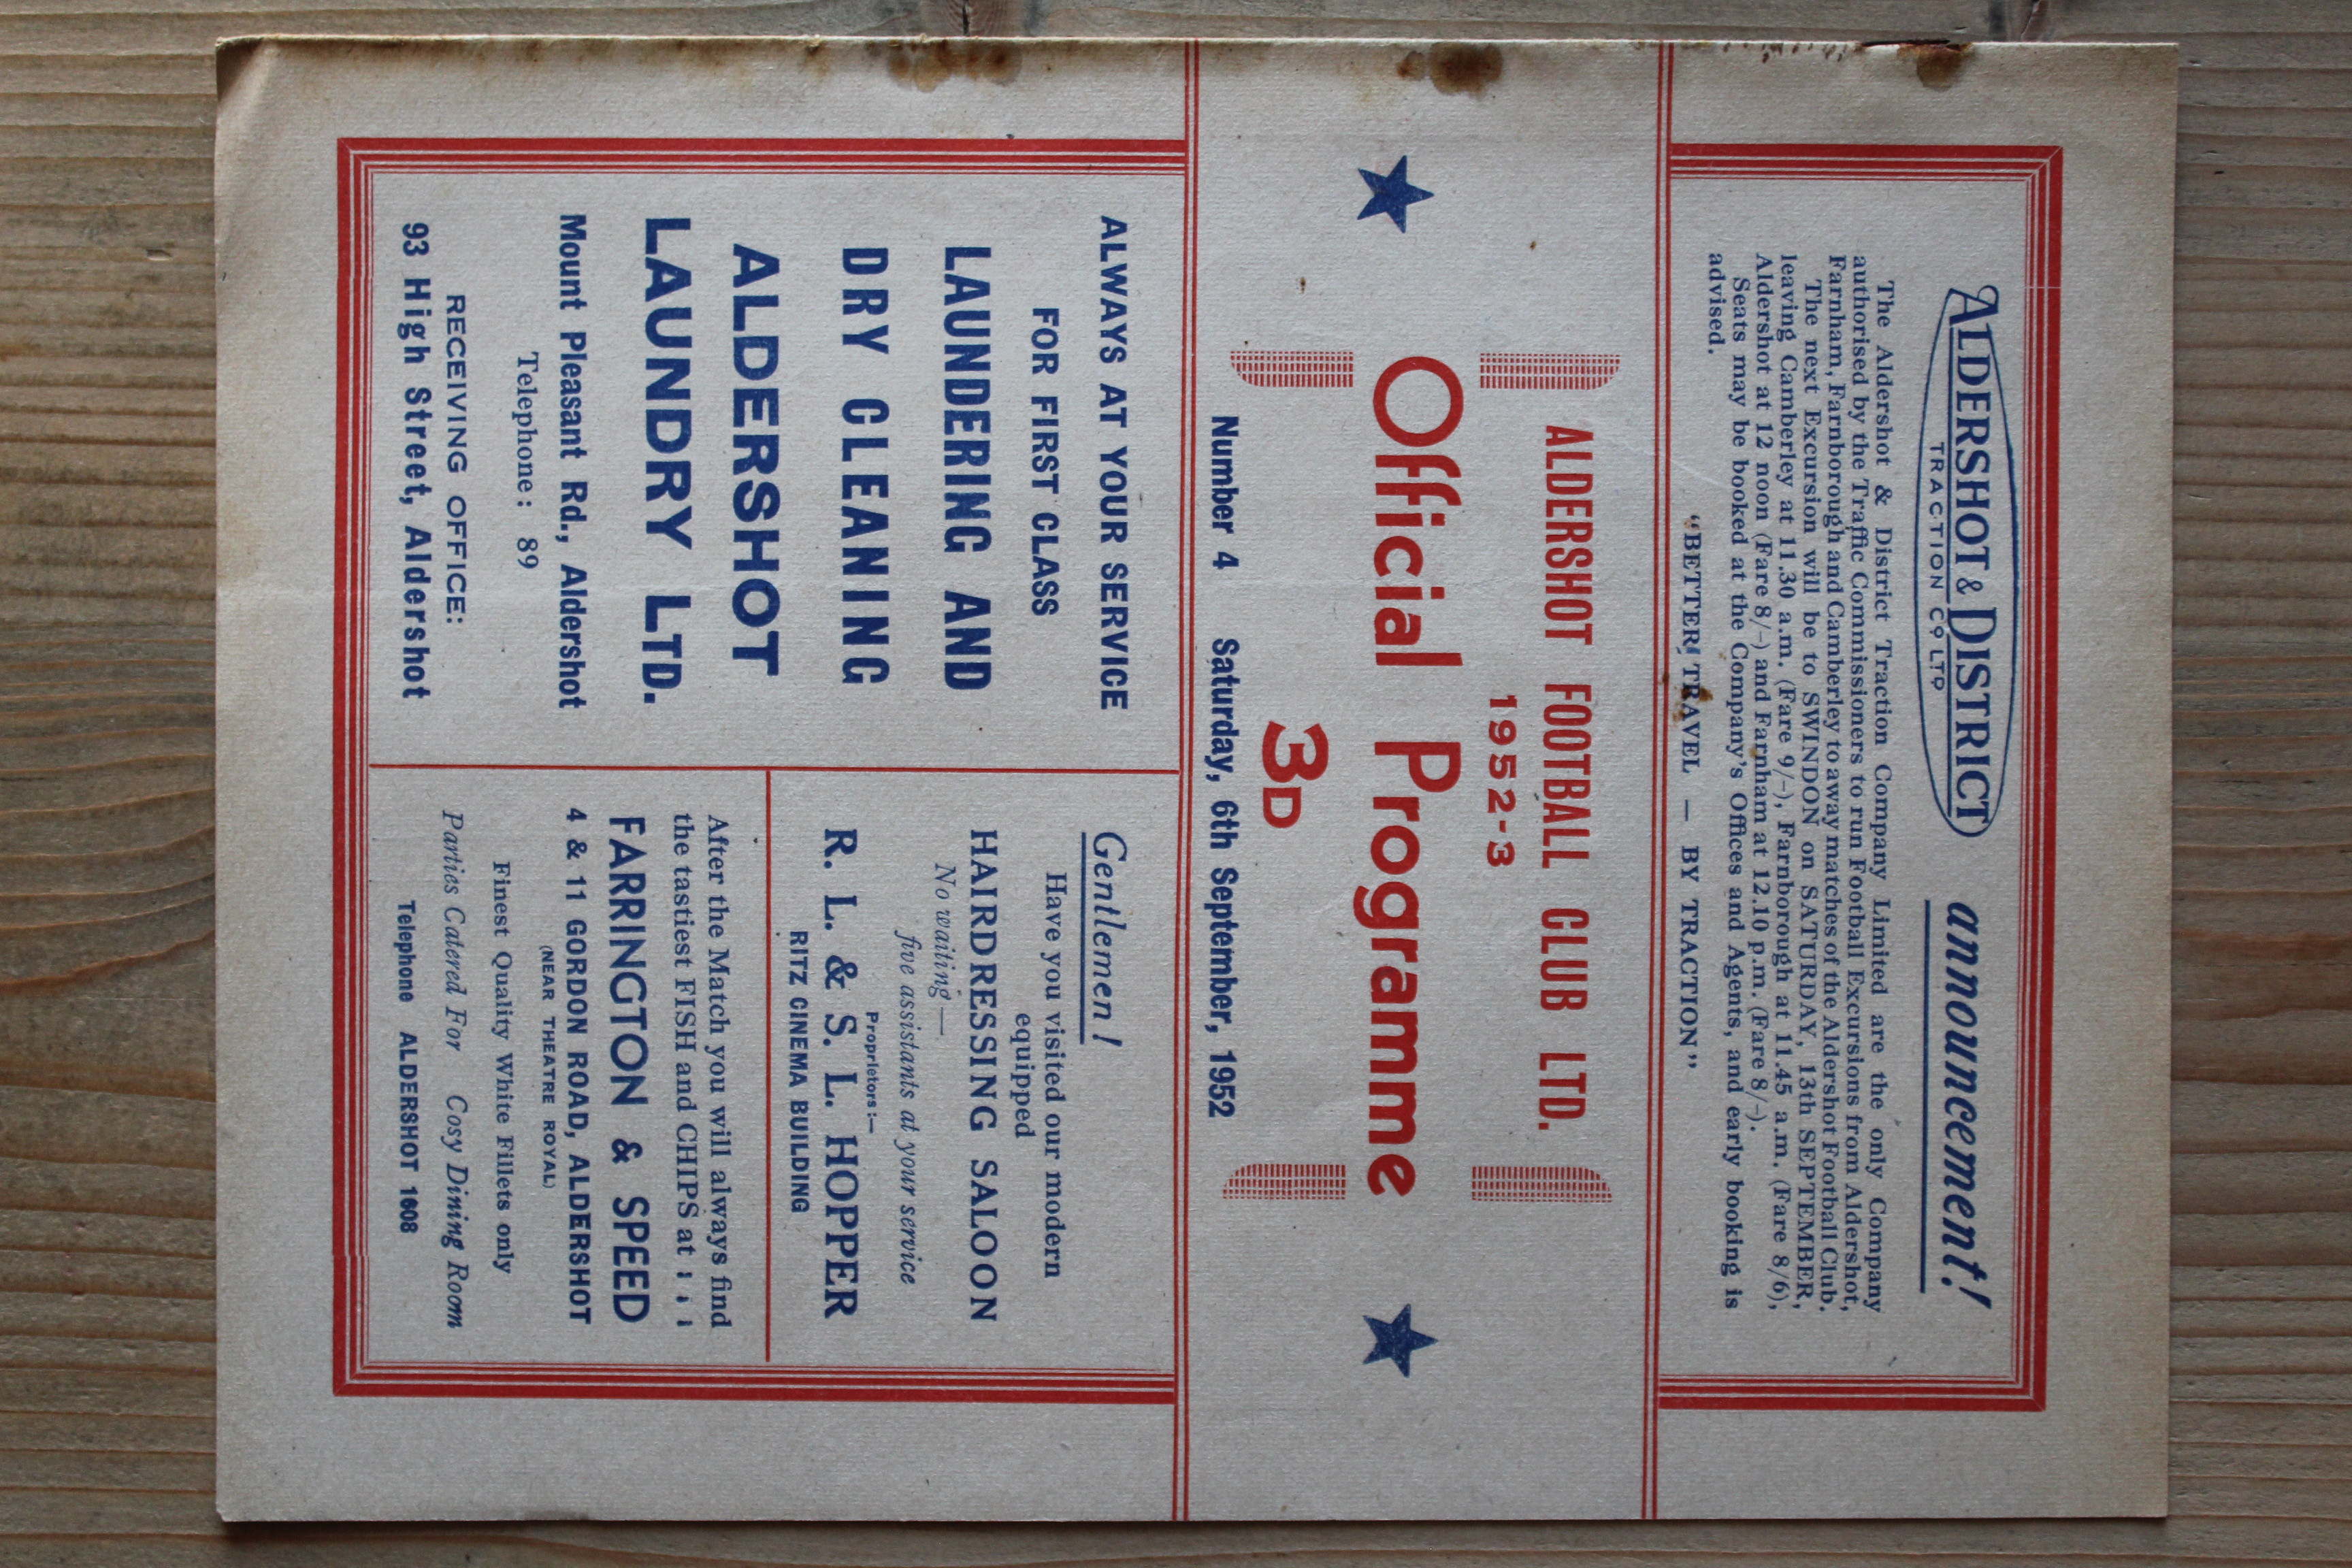 ALDERSHOT & DISTRICT announcement!
TRACTION CO LTD
The Aldershot & District Traction Company Limited are the only Company
authorised by the Traffic Commissioners to run Football Excursions from Aldershot,
Farnham, Farnborough and Camberley to away matches of the Aldershot Football Club.
The next Excursion will be to SWINDON on SATURDAY, 13th SEPTEMBER,
leaving Camberley at 11.30 a.m. (Fare 9/-), Farnborough at 11.45 a.m. (Fare 8/6),
Aldershot at 12 noon (Fare 8/-) and Farnham at 12.10 p.m. (Fare 8/-).
Seats may be booked at the Company's Offices and Agents, and early booking is
advised.
"BETTER TRAVEL — BY TRACTION"
ALDERSHOT FOOTBALL CLUB LTD.
1952-3
Official Programme
3D
Number 4 Saturday, 6th September, 1952
ALWAYS AT YOUR SERVICE
FOR FIRST CLASS
LAUNDERING AND
DRY CLEANING
ALDERSHOT
LAUNDRY LTD.
Mount Pleasant Rd., Aldershot
Telephone: 89
RECEIVING OFFICE:
93 High Street, Aldershot
Gentlemen!
Have you visited our modern
equipped
HAIRDRESSING SALOON
No waiting—
five assistants at your service
Proprietors:—
R. L. & S. L. HOPPER
RITZ CINEMA BUILDING
After the Match you will always find
the tastiest FISH and CHIPS at : : :
FARRINGTON & SPEED
4 & 11 GORDON ROAD, ALDERSHOT
(NEAR THEATRE ROYAL)
Finest Quality White Fillets only
Parties Catered For Cosy Dining Room
Telephone ALDERSHOT 1608